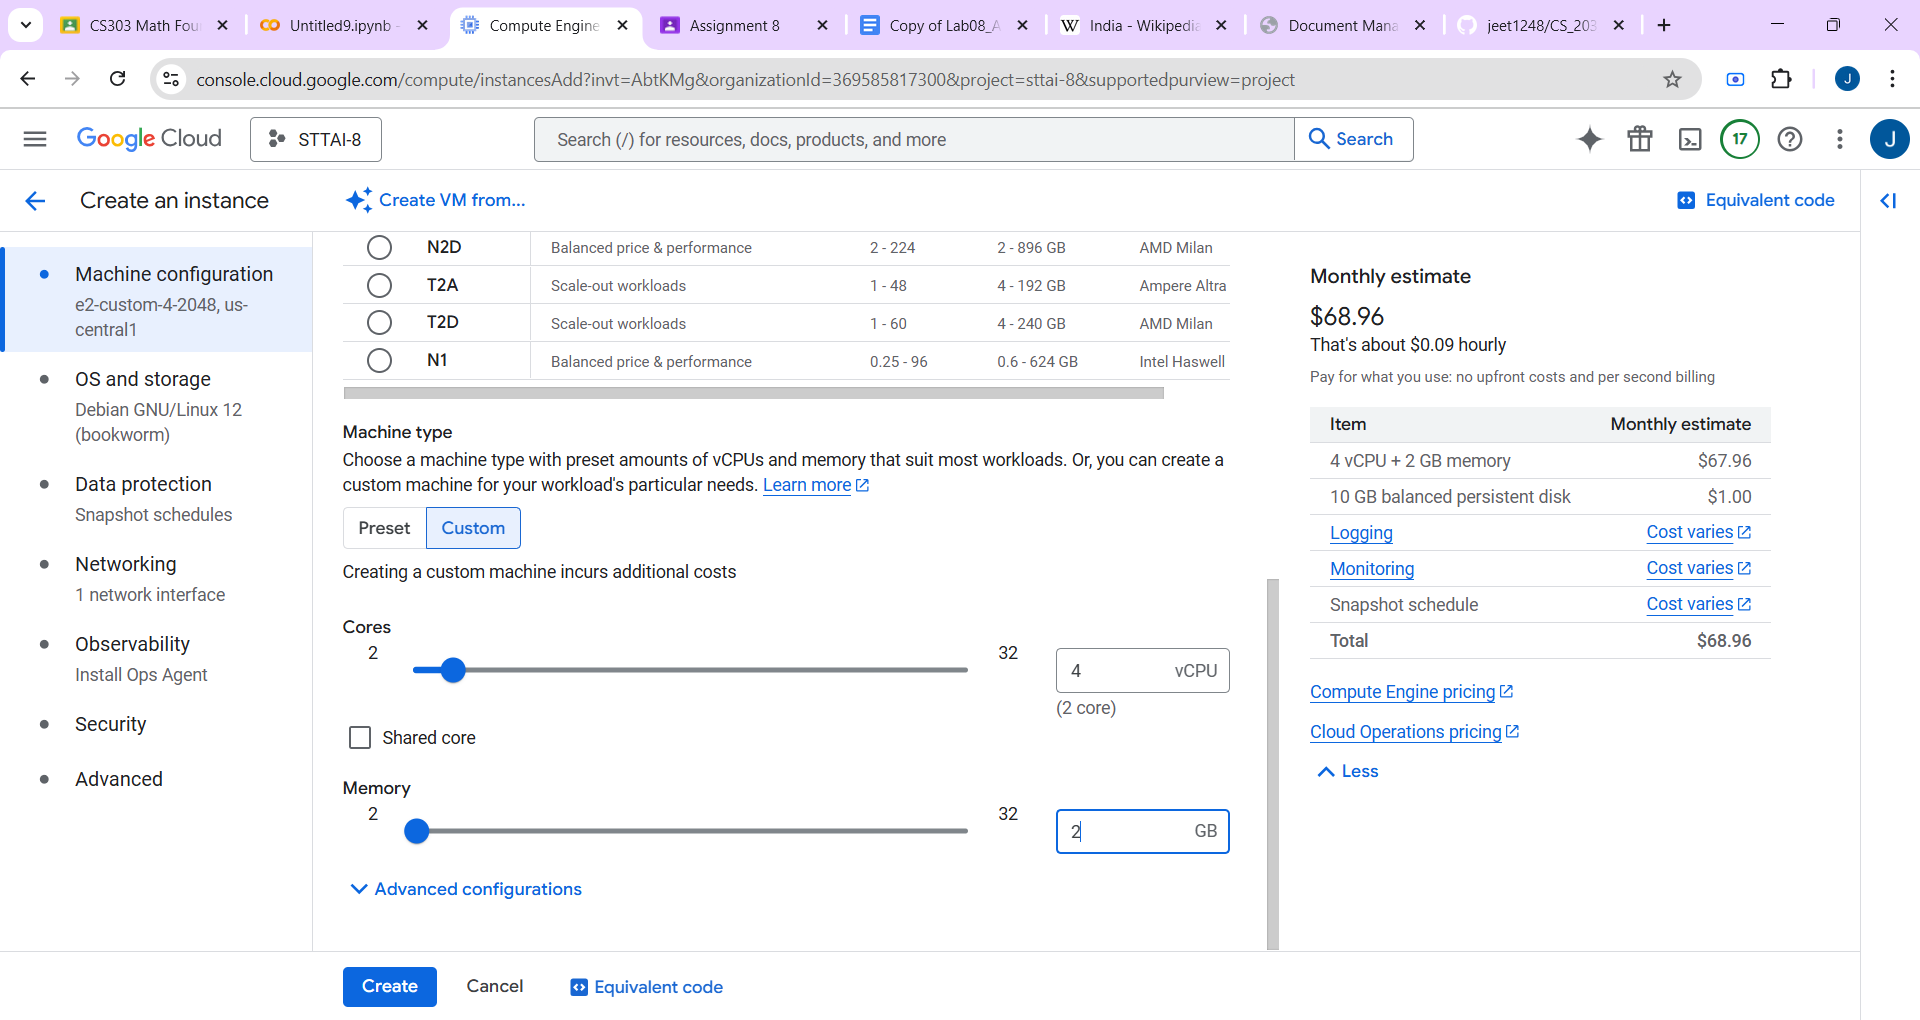 CS303 Math Fou
Untitled9.ipynb -
Compute Engine
Assignment 8
Copy of Lab08_A
India - Wikipedia
Document Mana
jeet1248/CS_203
console.cloud.google.com/compute/instancesAdd?invt=AbtKMg&organizationId=369585817300&project=sttai-8&supportedpurview=project
J
Google Cloud
STTAI-8
Search (/) for resources, docs, products, and more
Search
17
J
Create an instance
Create VM from...
Equivalent code
Machine configuration
e2-custom-4-2048, us-
central1
OS and storage
Debian GNU/Linux 12
(bookworm)
Data protection
Snapshot schedules
Networking
1 network interface
Observability
Install Ops Agent
Security
Advanced
N2D Balanced price & performance 2 - 224 2 - 896 GB AMD Milan
T2A Scale-out workloads 1 - 48 4 - 192 GB Ampere Altra
T2D Scale-out workloads 1 - 60 4 - 240 GB AMD Milan
N1 Balanced price & performance 0.25 - 96 0.6 - 624 GB Intel Haswell
Machine type
Choose a machine type with preset amounts of vCPUs and memory that suit most workloads. Or, you can create a
custom machine for your workload's particular needs. Learn more
Preset Custom
Creating a custom machine incurs additional costs
Cores
2 32
4 vCPU
(2 core)
Shared core
Memory
2 32
2 GB
Advanced configurations
Monthly estimate
$68.96
That's about $0.09 hourly
Pay for what you use: no upfront costs and per second billing
Item Monthly estimate
4 vCPU + 2 GB memory $67.96
10 GB balanced persistent disk $1.00
Logging Cost varies
Monitoring Cost varies
Snapshot schedule Cost varies
Total $68.96
Compute Engine pricing
Cloud Operations pricing
Less
Create Cancel Equivalent code